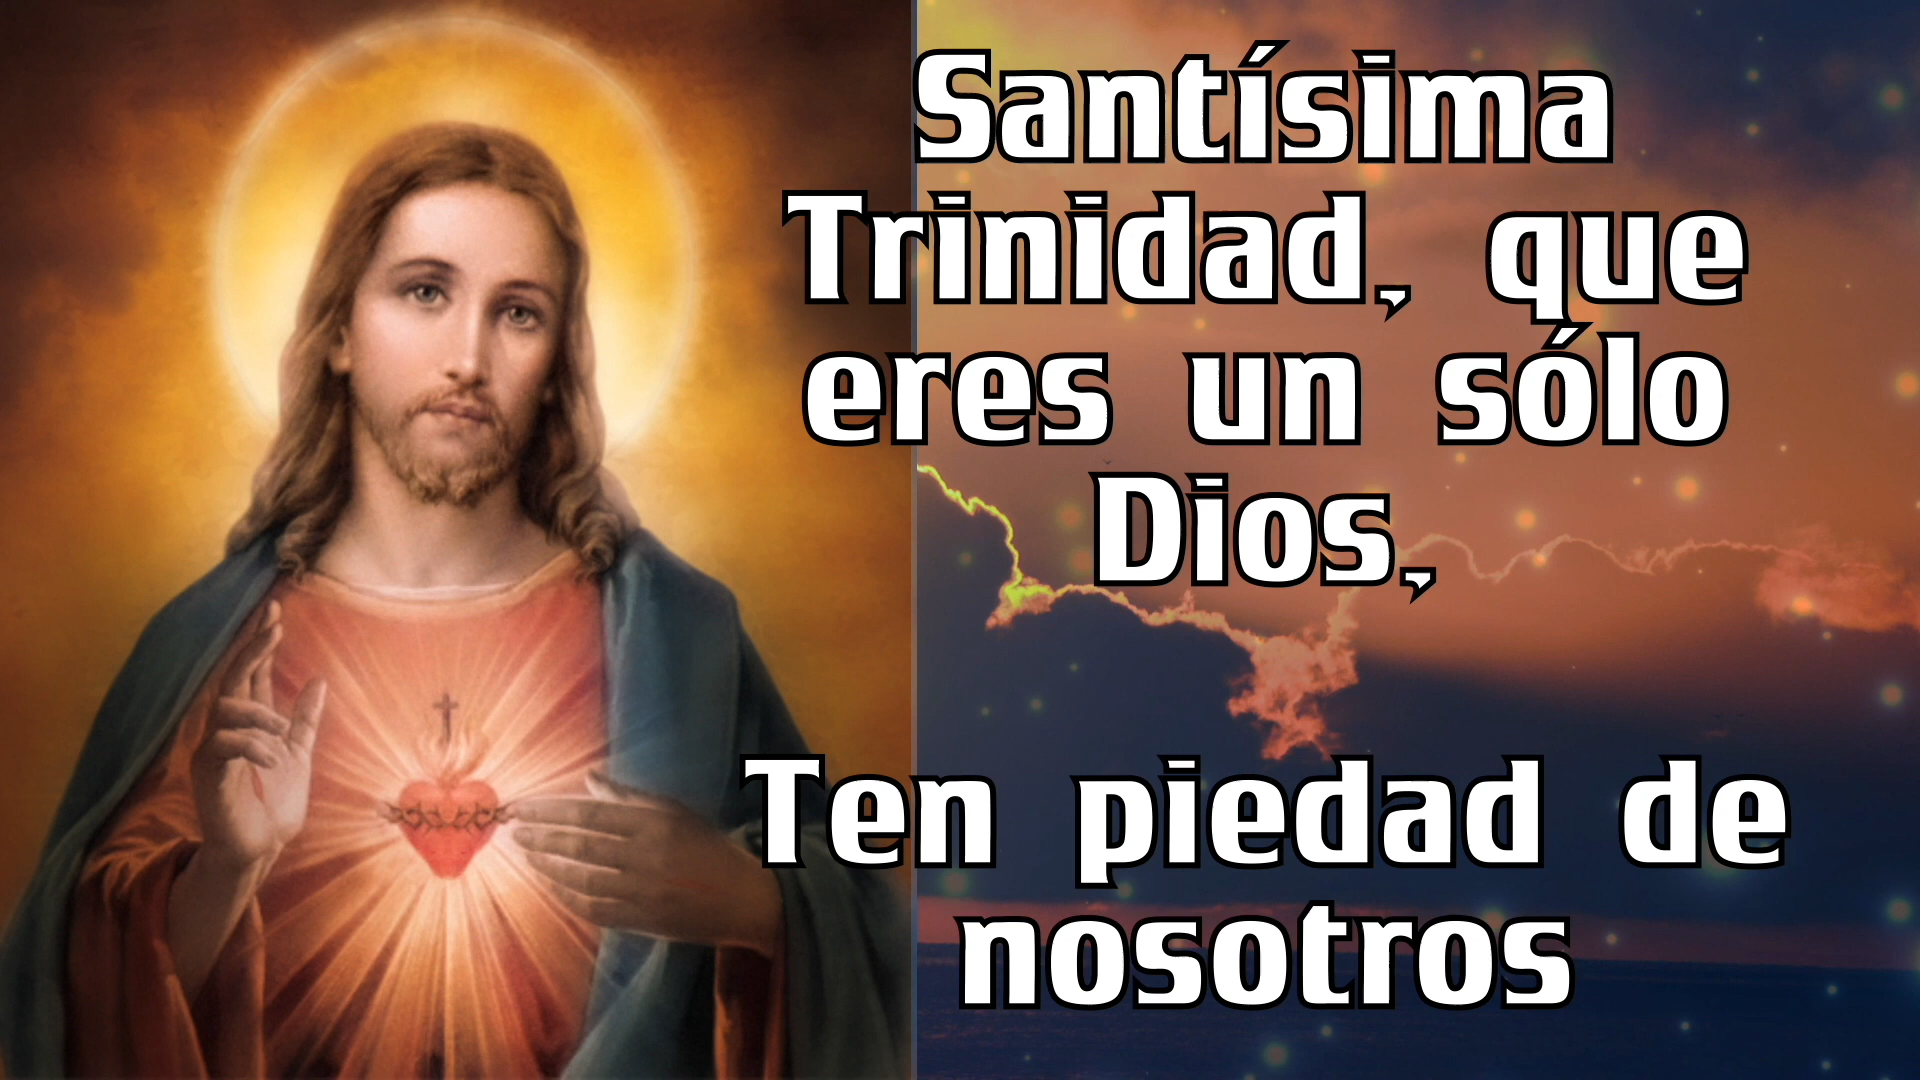 Santísima
Trinidad, que
eres un sólo
Dios,
Ten piedad de
nosotros